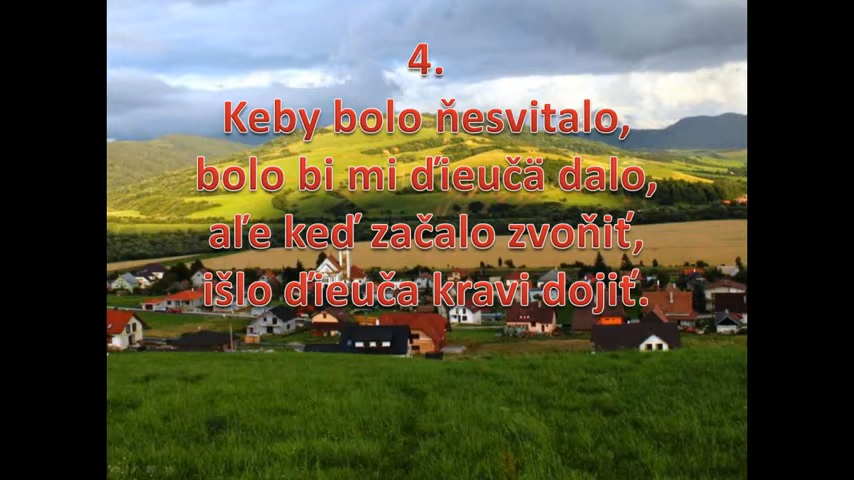 4.
Keby bolo ňesvitalo,
bolo bi mi ďieučä dalo,
aľe keď začalo zvoňiť,
išlo ďieuča kravi dojiť.